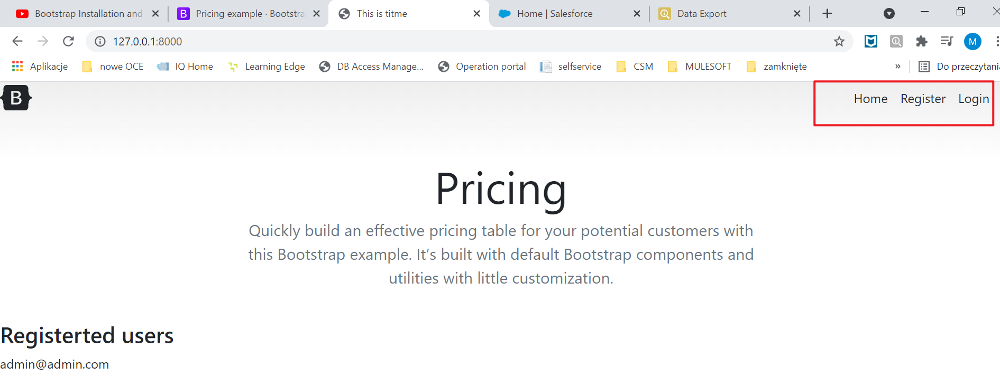 Bootstrap Installation and
Pricing example · Bootstra
This is titme
Home | Salesforce
Data Export
127.0.0.1:8000
M
Aplikacje
nowe OCE
IQ Home
Learning Edge
DB Access Manage...
Operation portal
selfservice
CSM
MULESOFT
zamknięte
»
Do przeczytani
B
Home Register Login
Pricing
Quickly build an effective pricing table for your potential customers with
this Bootstrap example. It’s built with default Bootstrap components and
utilities with little customization.
Registerted users
admin@admin.com